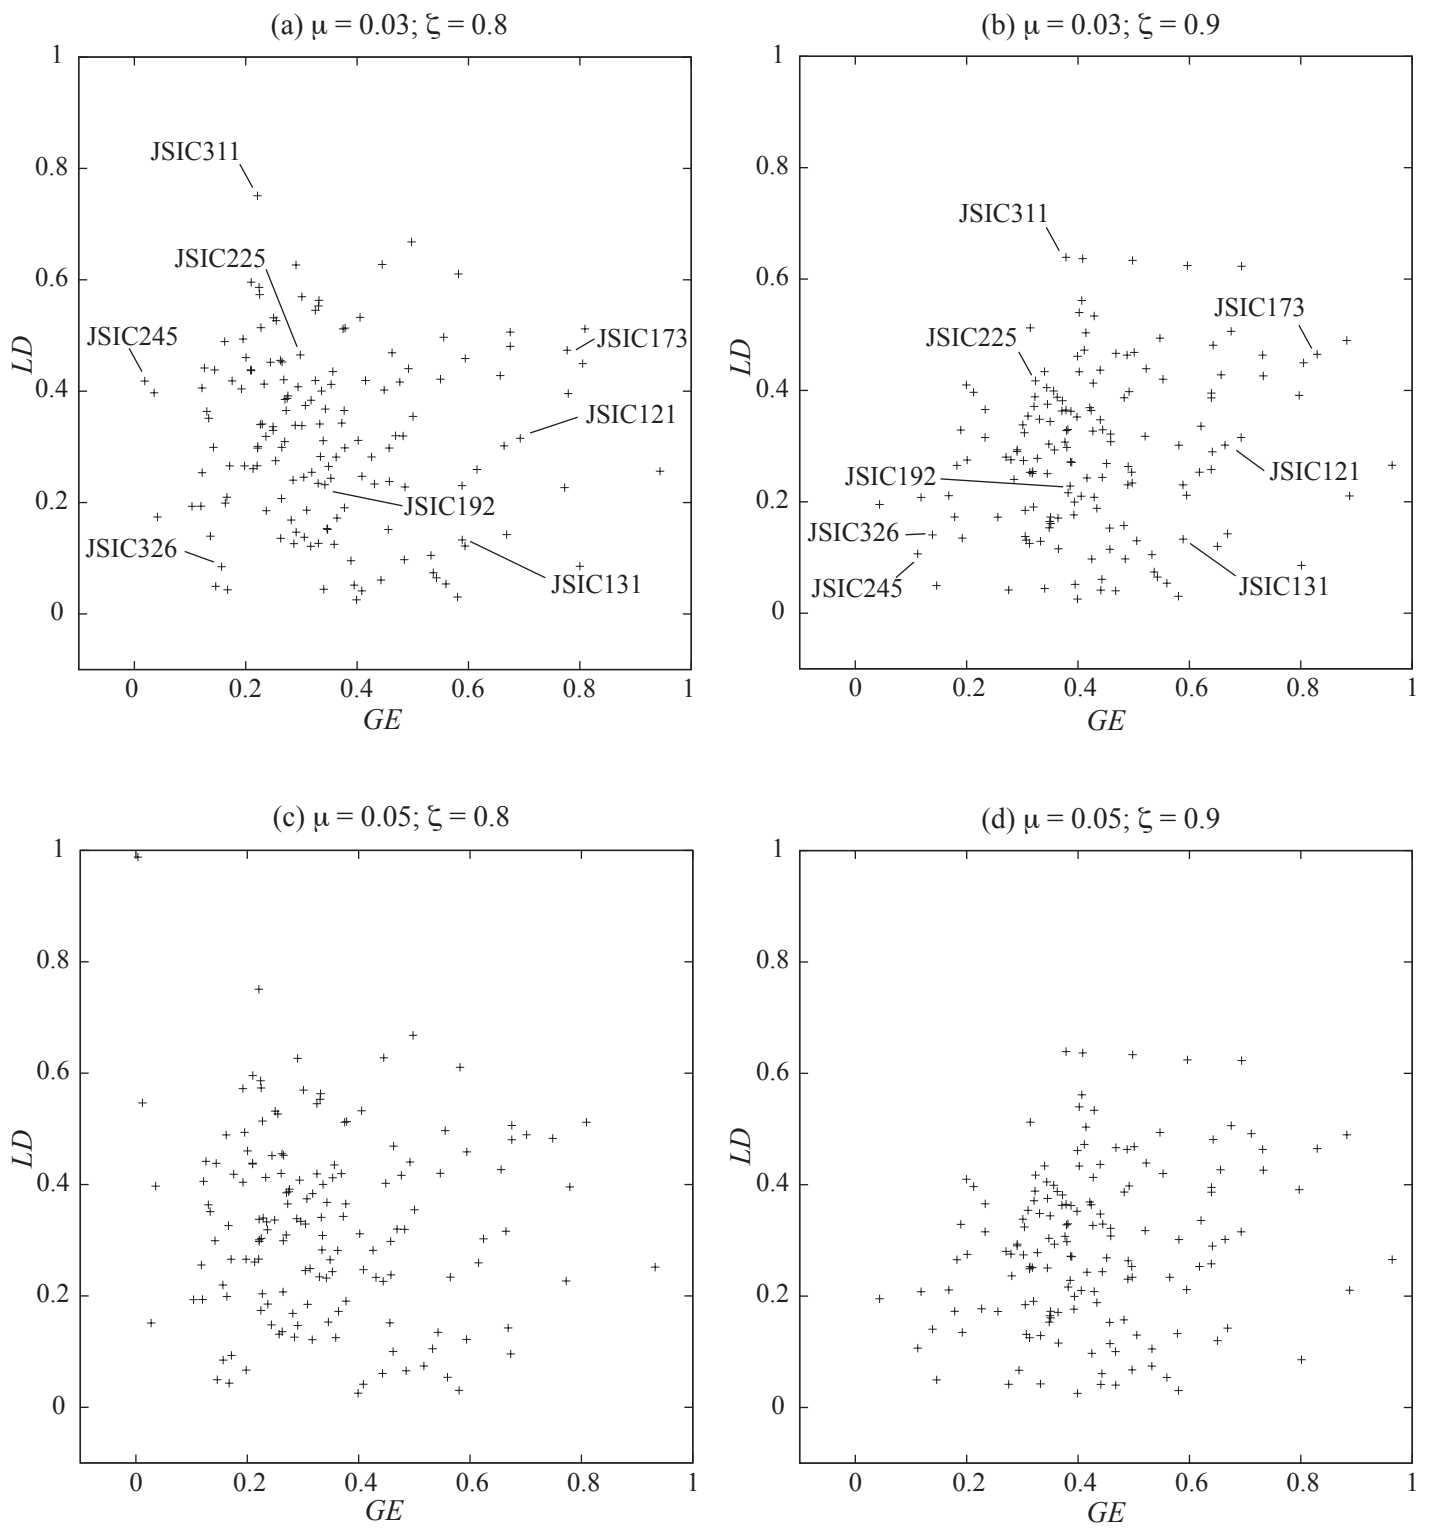 (a) μ = 0.03; ζ = 0.8
1
0.8
0.6
0.4
0.2
0
LD
JSIC311
JSIC225
JSIC245
JSIC173
JSIC121
JSIC192
JSIC326
JSIC131
0 0.2 0.4 0.6 0.8 1
GE
(b) μ = 0.03; ζ = 0.9
1
0.8
0.6
0.4
0.2
0
LD
JSIC311
JSIC173
JSIC225
JSIC192
JSIC121
JSIC326
JSIC245
JSIC131
0 0.2 0.4 0.6 0.8 1
GE
(c) μ = 0.05; ζ = 0.8
1
0.8
0.6
0.4
0.2
0
LD
0 0.2 0.4 0.6 0.8 1
GE
(d) μ = 0.05; ζ = 0.9
1
0.8
0.6
0.4
0.2
0
LD
0 0.2 0.4 0.6 0.8 1
GE